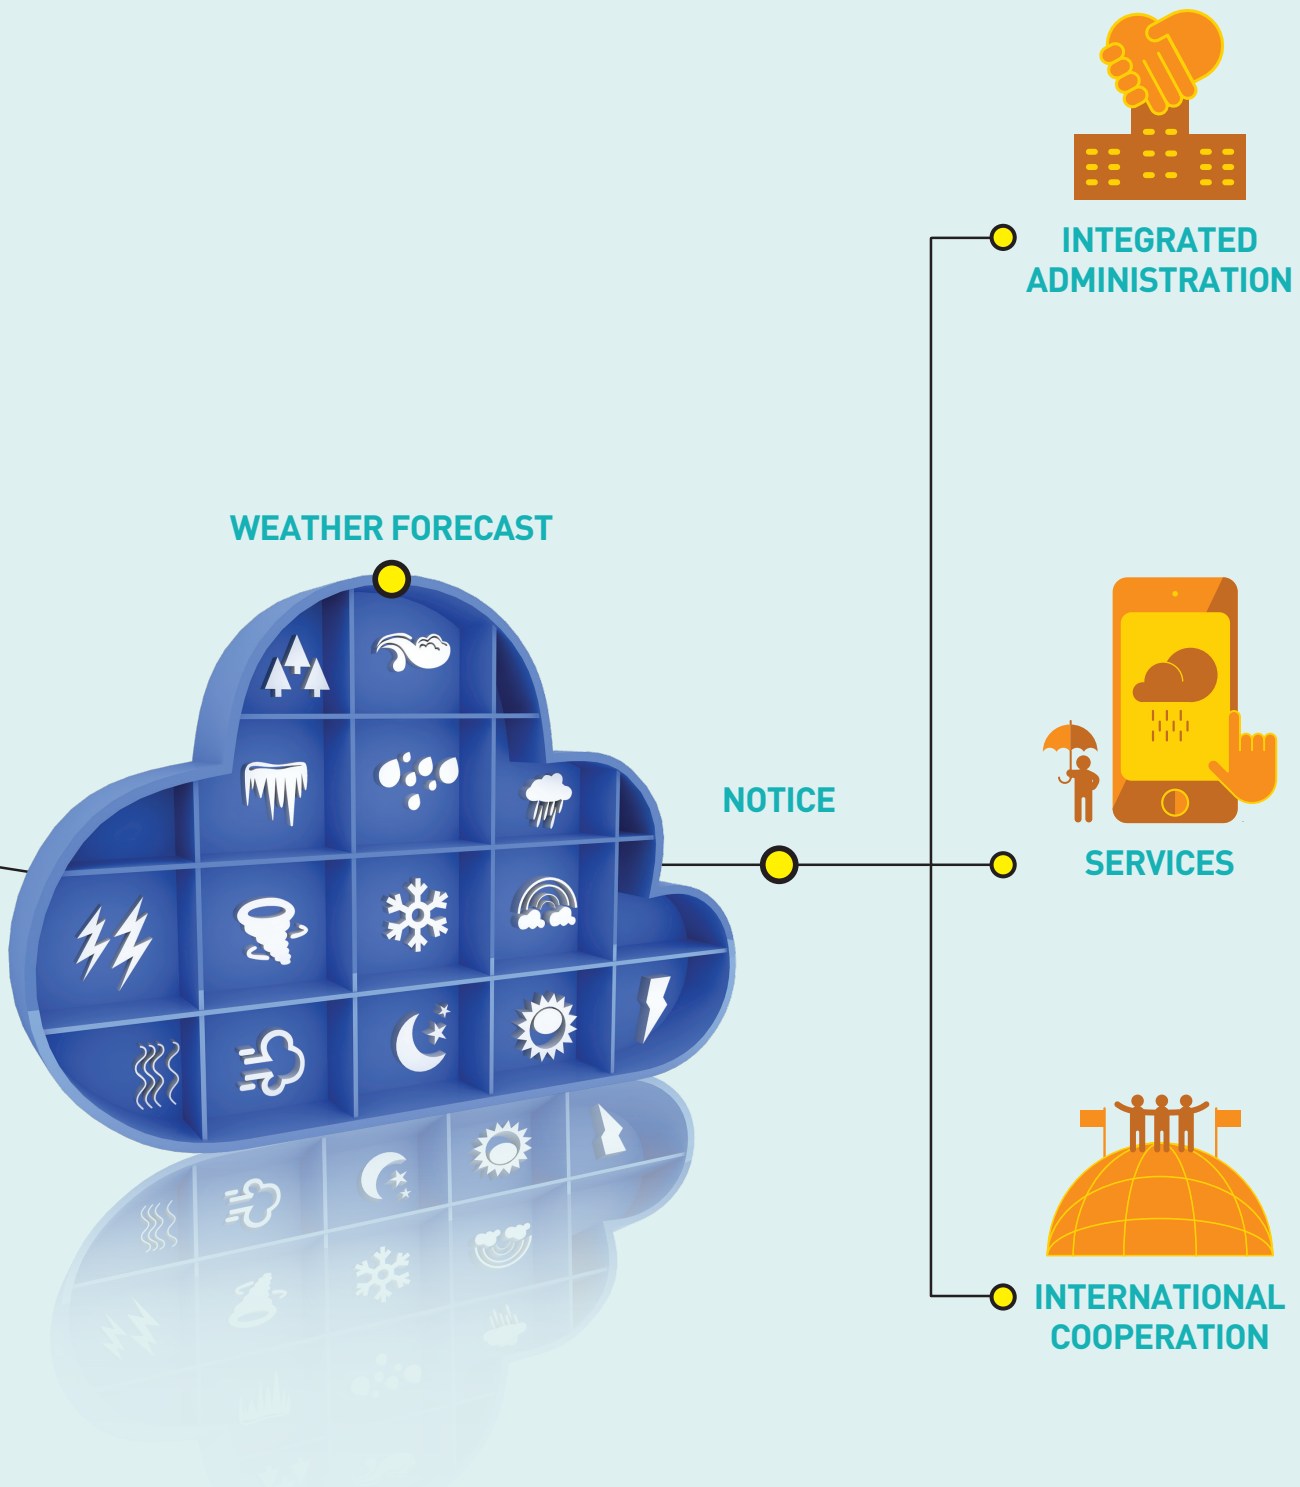 INTEGRATED
ADMINISTRATION
WEATHER FORECAST
NOTICE
SERVICES
INTERNATIONAL
COOPERATION